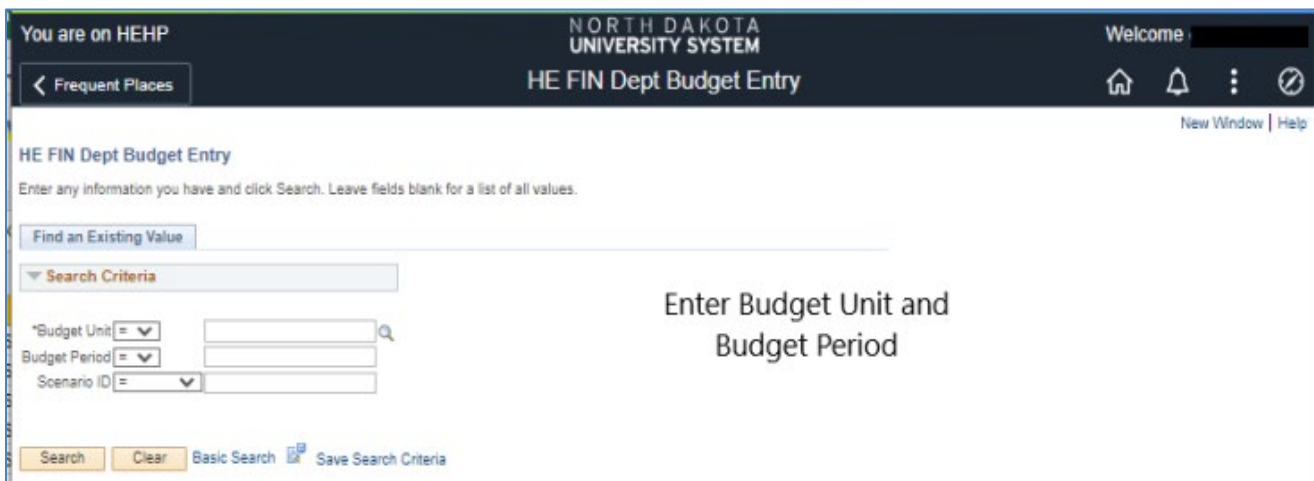 You are on HEHP
NORTH DAKOTA
UNIVERSITY SYSTEM
Welcome
Frequent Places
HE FIN Dept Budget Entry
New Window | Help
HE FIN Dept Budget Entry
Enter any information you have and click Search. Leave fields blank for a list of all values.
Find an Existing Value
Search Criteria
*Budget Unit =
Budget Period =
Scenario ID =
Enter Budget Unit and
Budget Period
Search Clear Basic Search Save Search Criteria